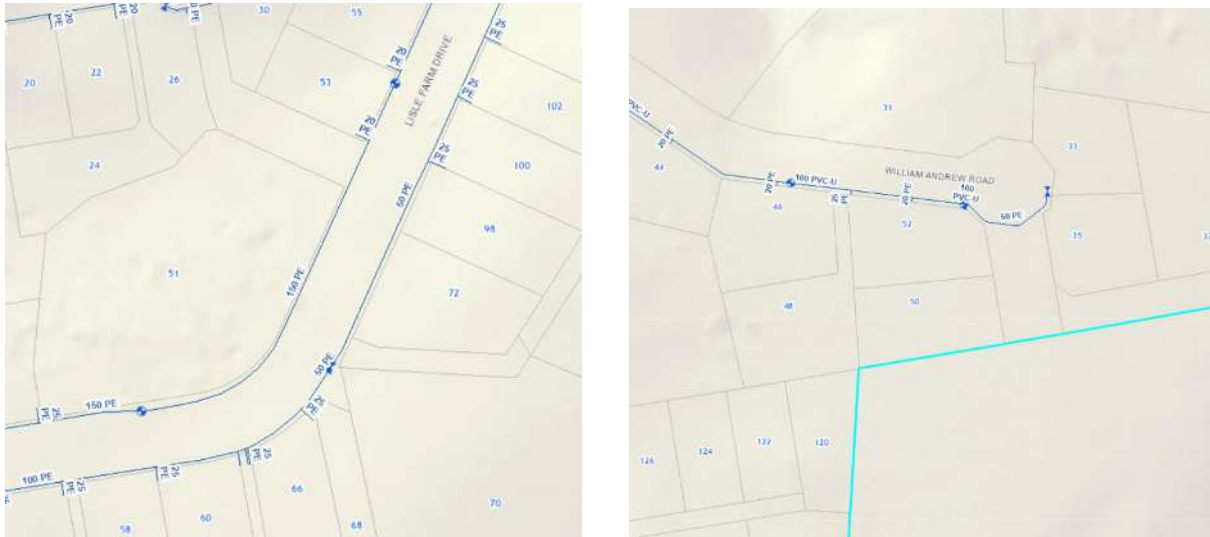 20
PE
30
55
25
PE
20
22
26
53
25
PE
LISLE FARM DRIVE
25
PE
102
20
PE
25
PE
100
24
50 PE
98
51
150 PE
72
50 PE
150 PE
25
PE
25
PE
100 PE
25
PE
25
PE
25
PE
66
70
58
60
68
PVC-U
20 PE
31
44
WILLIAM ANDREW ROAD
33
20 PE
100 PVC-U
25
PE
20 PE
100
PVC-U
50 PE
46
52
35
48
50
126
124
122
120